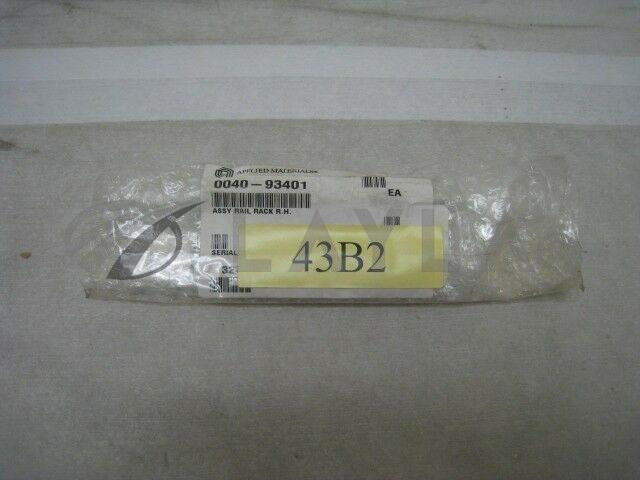 APPLIED MATERIALS
0040-93401
EA
ASSY RAIL RACK R.H.
SERIAL
43B2